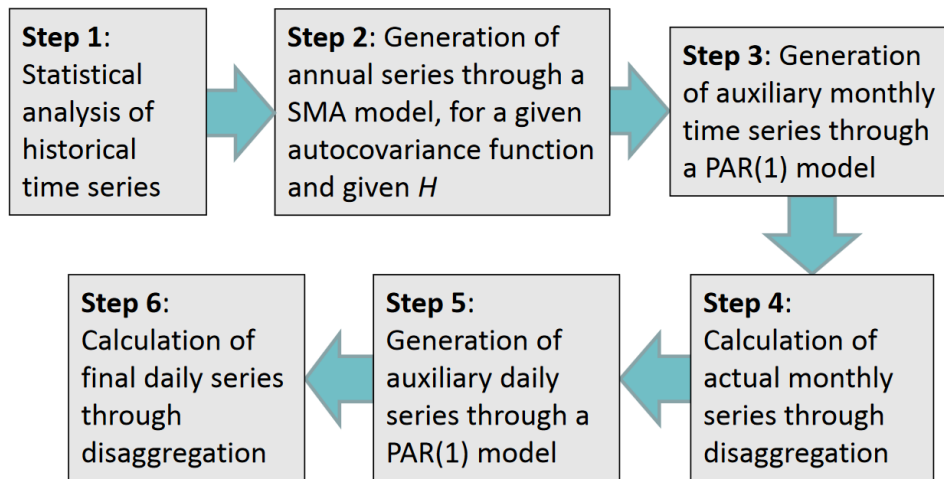 Step 1:
Statistical
analysis of
historical
time series
Step 2: Generation of
annual series through a
SMA model, for a given
autocovariance function
and given H
Step 3: Generation
of auxiliary monthly
time series through
a PAR(1) model
Step 4:
Calculation of
actual monthly
series through
disaggregation
Step 5:
Generation of
auxiliary daily
series through a
PAR(1) model
Step 6:
Calculation of
final daily series
through
disaggregation